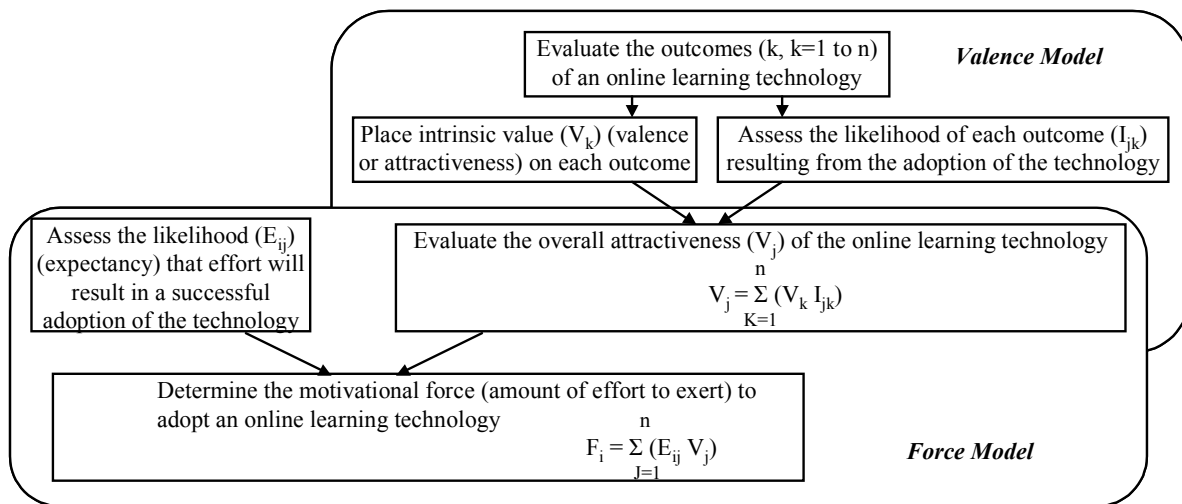 Evaluate the outcomes (k, k=1 to n)
of an online learning technology
Valence Model
Place intrinsic value (Vk) (valence
or attractiveness) on each outcome
Assess the likelihood of each outcome (Ijk)
resulting from the adoption of the technology
Assess the likelihood (Eij)
(expectancy) that effort will
result in a successful
adoption of the technology
Evaluate the overall attractiveness (Vj) of the online learning technology
n
Vj = Σ (Vk Ijk)
K=1
Determine the motivational force (amount of effort to exert) to
adopt an online learning technology
n
Fi = Σ (Eij Vj)
J=1
Force Model